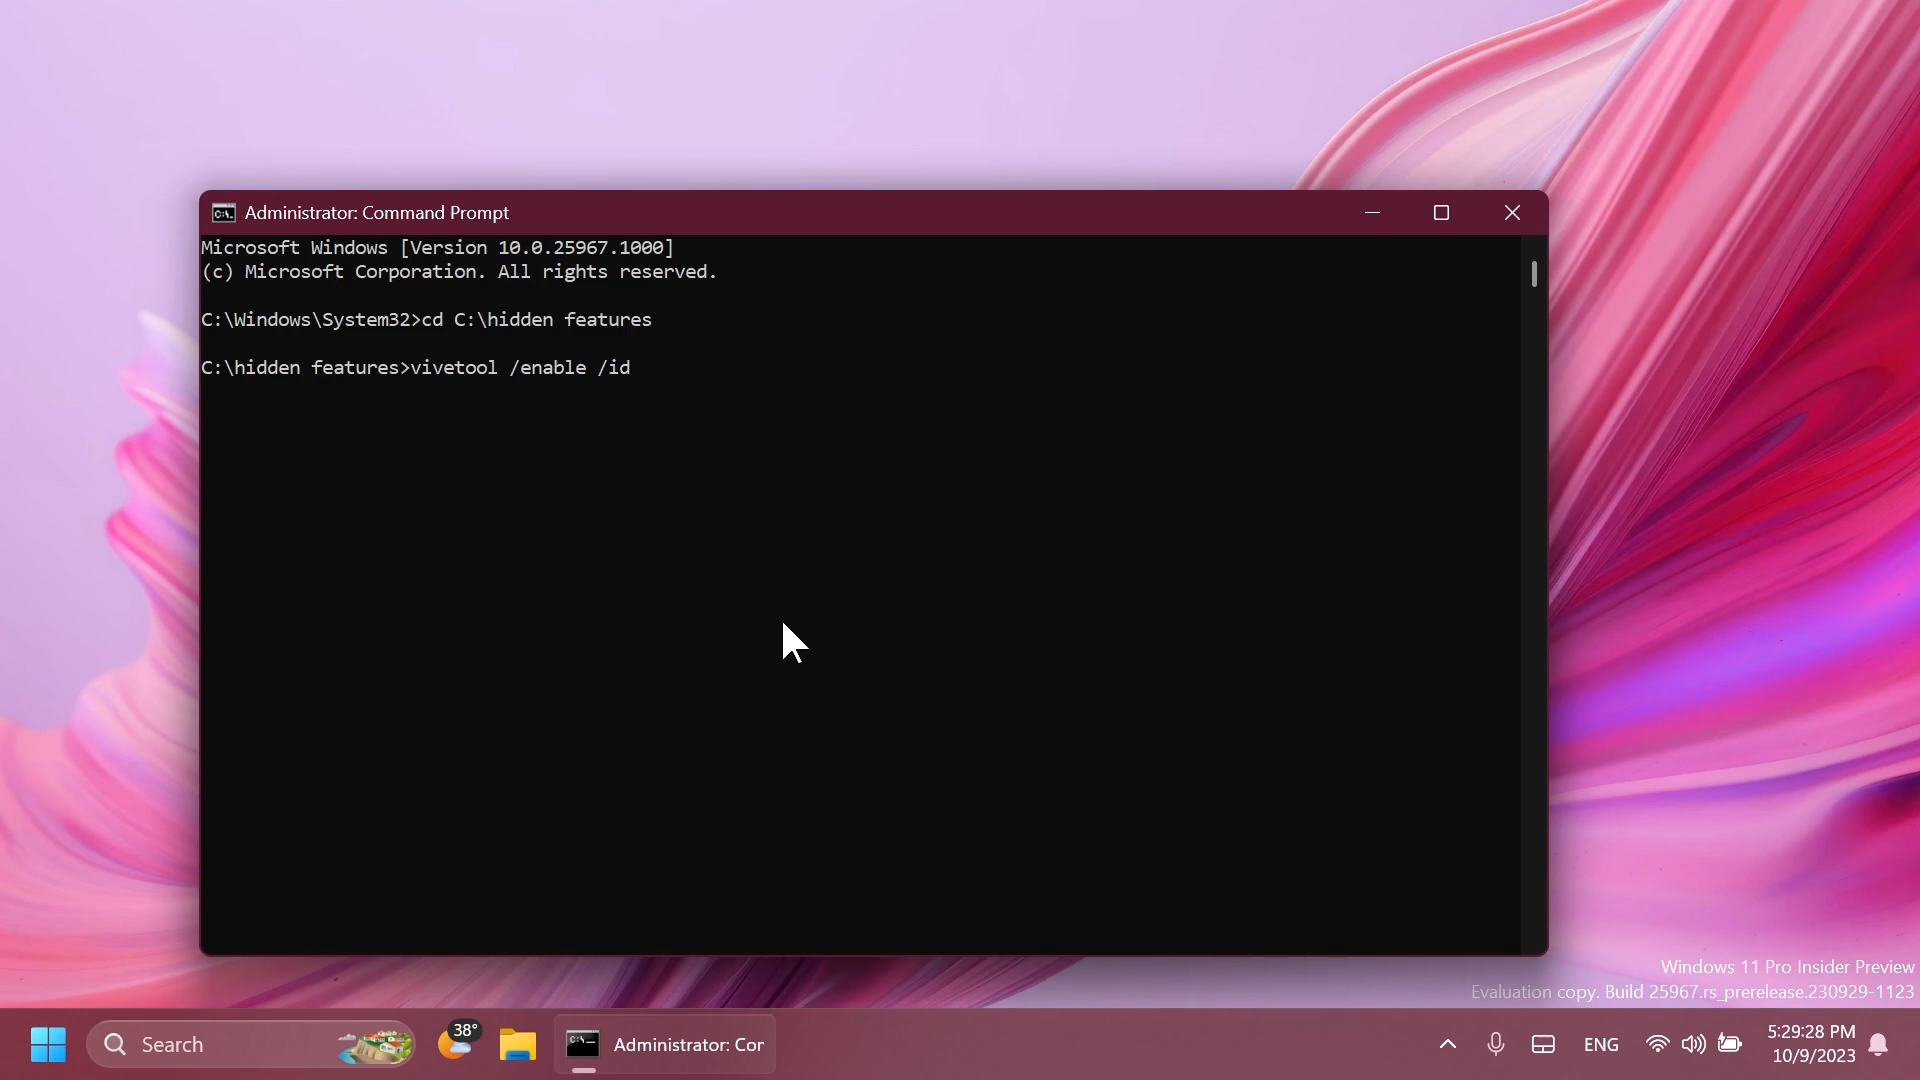 Administrator: Command Prompt
Microsoft Windows [Version 10.0.25967.1000]
(c) Microsoft Corporation. All rights reserved.
C:\Windows\System32>cd C:\hidden features
C:\hidden features>vivetool /enable /id
Windows 11 Pro Insider Preview
Evaluation copy. Build 25967.rs_prerelease.230929-1123
Search
38°
Administrator: Cor
ENG
5:29:28 PM
10/9/2023